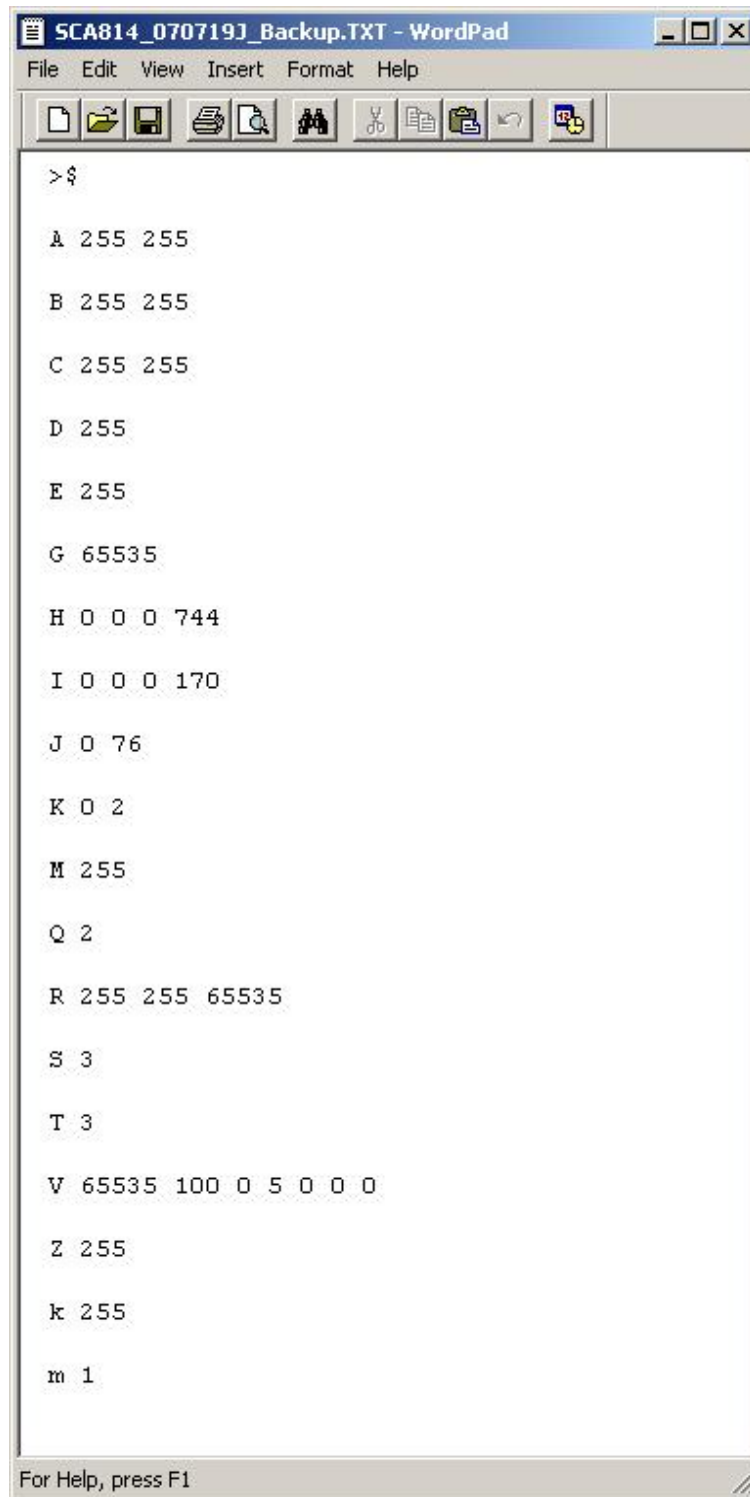 SCA814_070719J_Backup.TXT - WordPad
File Edit View Insert Format Help
>$
A 255 255
B 255 255
C 255 255
D 255
E 255
G 65535
H 0 0 0 744
I 0 0 0 170
J 0 76
K 0 2
M 255
Q 2
R 255 255 65535
S 3
T 3
V 65535 100 0 5 0 0 0
Z 255
k 255
m 1
For Help, press F1